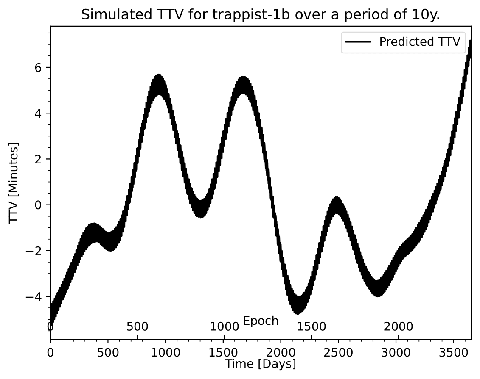 Simulated TTV for trappist-1b over a period of 10y.
Predicted TTV
TTV [Minutes]
6
4
2
0
−2
−4
Epoch
0 500 1000 1500 2000
0 500 1000 1500 2000 2500 3000 3500
Time [Days]